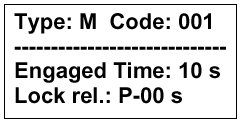 Type: M  Code: 001
-----------------------------
Engaged Time: 10 s
Lock rel.: P-00 s